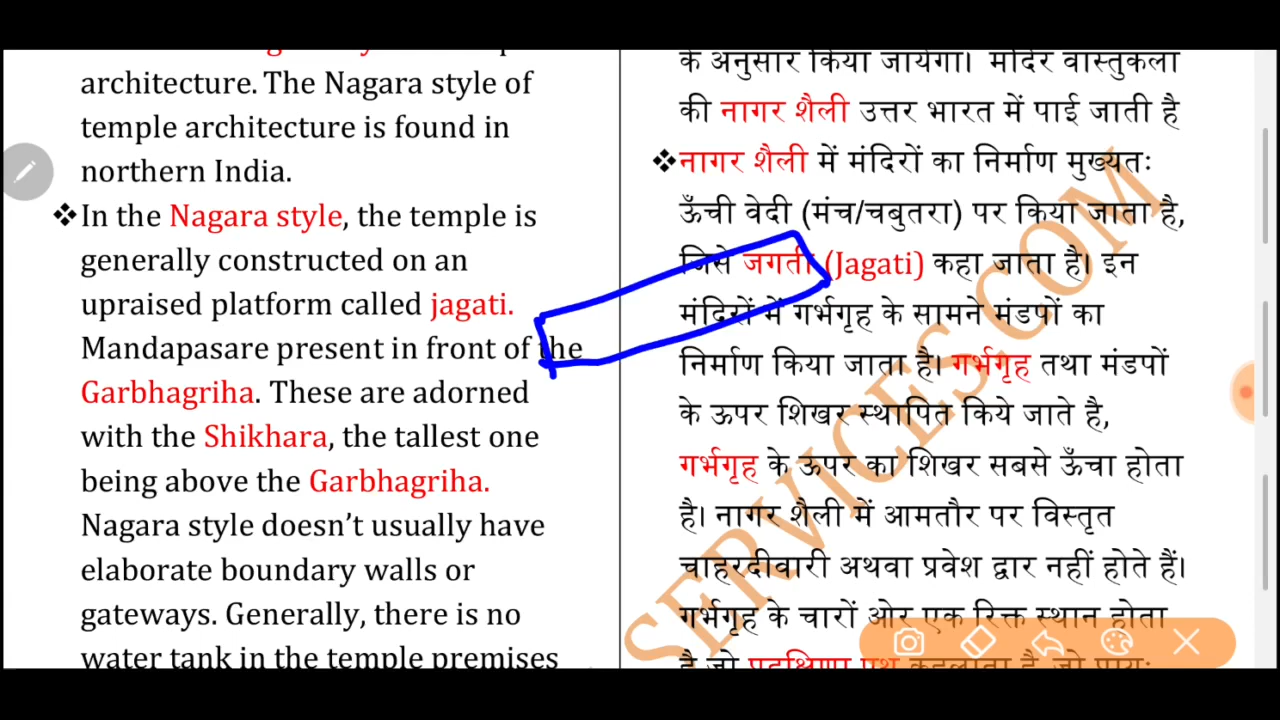 architecture. The Nagara style of
temple architecture is found in
northern India.
❖In the Nagara style, the temple is
generally constructed on an
upraised platform called jagati.
Mandapasare present in front of the
Garbhagriha. These are adorned
with the Shikhara, the tallest one
being above the Garbhagriha.
Nagara style doesn't usually have
elaborate boundary walls or
gateways. Generally, there is no
water tank in the temple premises
के अनुसार किया जायेगा। मंदिर वास्तुकला
की नागर शैली उत्तर भारत में पाई जाती है
❖नागर शैली में मंदिरों का निर्माण मुख्यतः
ऊँची वेदी (मंच/चबुतरा) पर किया जाता है,
जिसे जगती (Jagati) कहा जाता है। इन
मंदिरों में गर्भगृह के सामने मंडपों का
निर्माण किया जाता है। गर्भगृह तथा मंडपों
के ऊपर शिखर स्थापित किये जाते है,
गर्भगृह के ऊपर का शिखर सबसे ऊँचा होता
है। नागर शैली में आमतौर पर विस्तृत
चाहरदीवारी अथवा प्रवेश द्वार नहीं होते हैं।
गर्भगृह के चारों ओर एक रिक्त स्थान होता
है जो प्रदक्षिणा पथ कहलाता है, जो प्रायः
SERVICES.COM